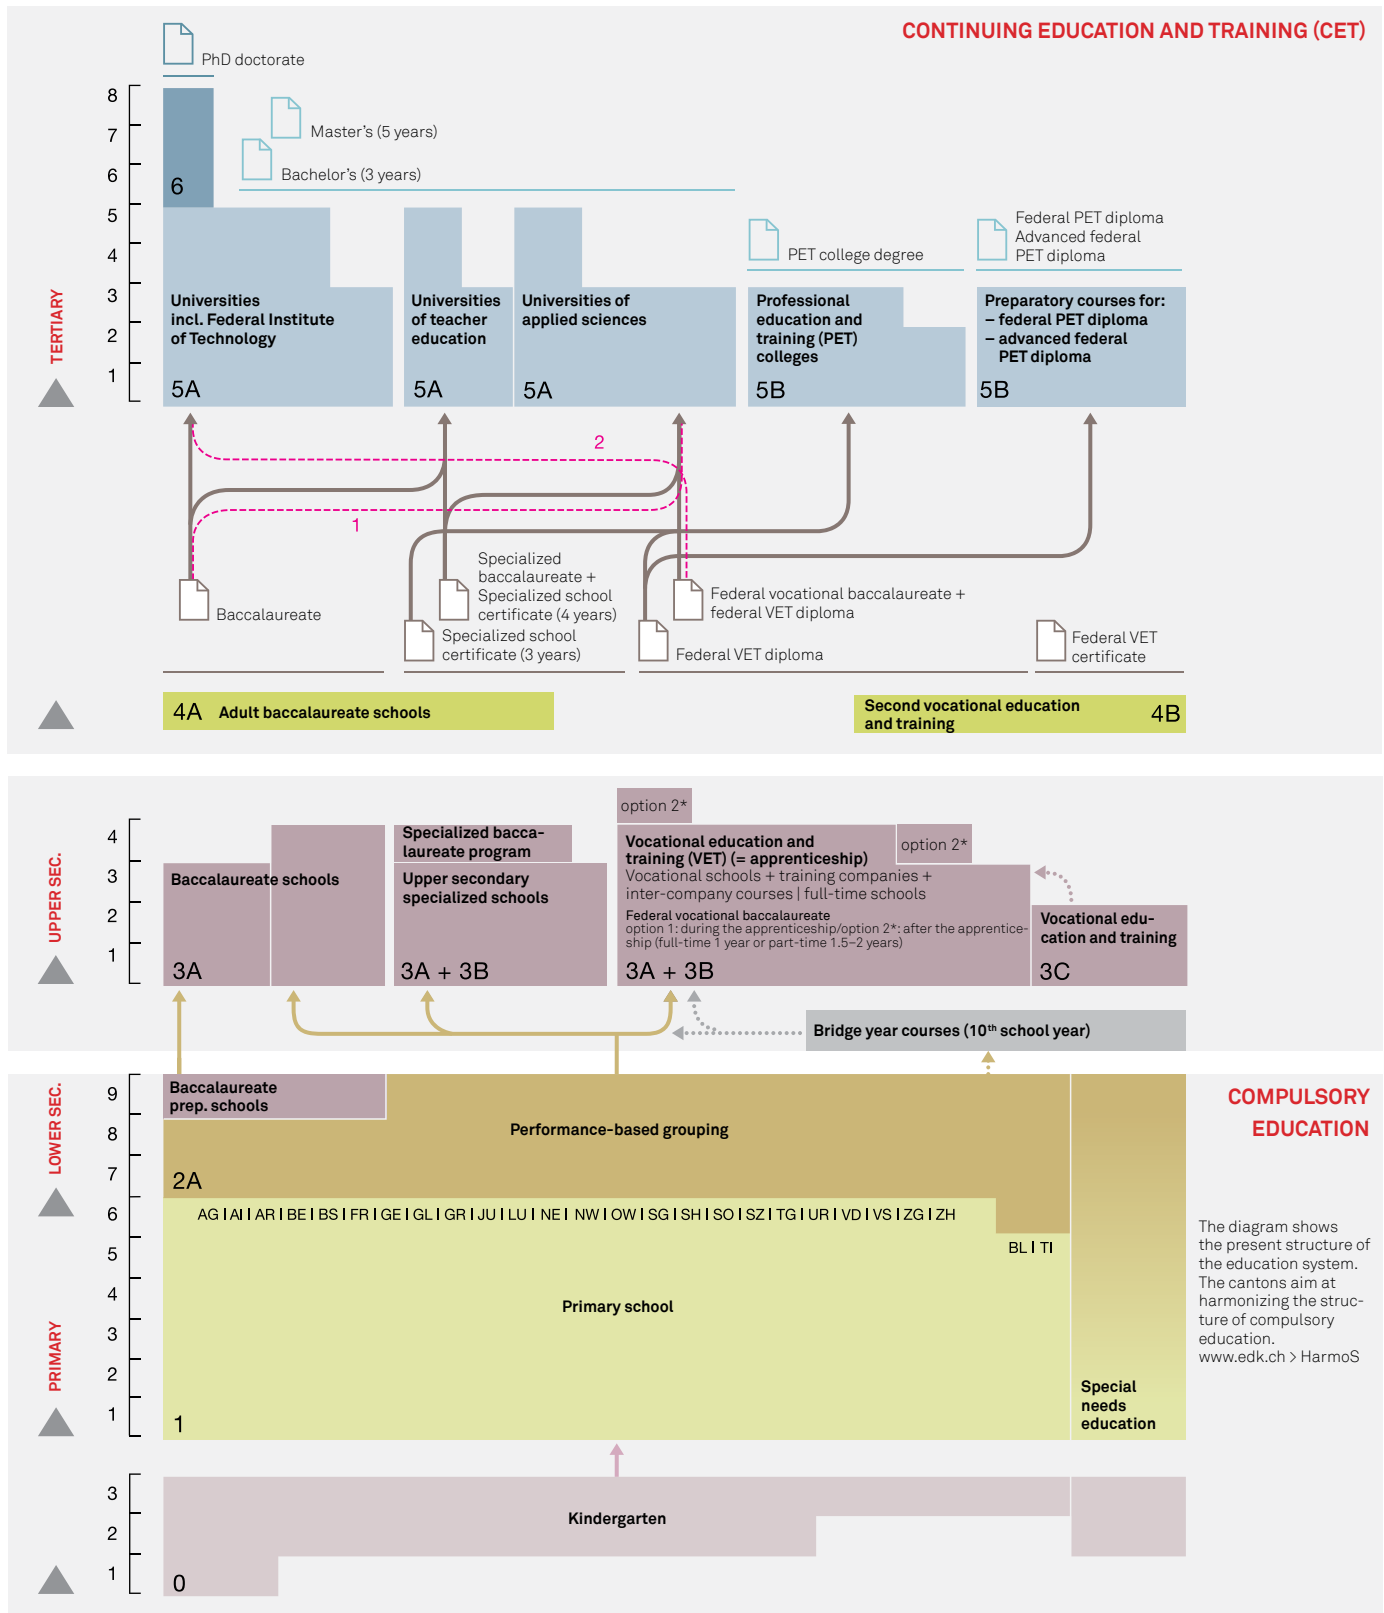 CONTINUING EDUCATION AND TRAINING (CET)
PhD doctorate
8
7
6
5
4
3
2
1
TERTIARY
Master's (5 years)
Bachelor's (3 years)
6
Universities
incl. Federal Institute
of Technology
5A
Universities
of teacher
education
5A
Universities of
applied sciences
5A
PET college degree
Professional
education and
training (PET)
colleges
5B
Federal PET diploma
Advanced federal
PET diploma
Preparatory courses for:
– federal PET diploma
– advanced federal
PET diploma
5B
2
1
Baccalaureate
Specialized
baccalaureate +
Specialized school
certificate (4 years)
Specialized school
certificate (3 years)
Federal vocational baccalaureate +
federal VET diploma
Federal VET diploma
Federal VET
certificate
4A Adult baccalaureate schools
Second vocational education
and training
4B
UPPER SEC.
4
3
2
1
Baccalaureate schools
3A
Specialized bacca-
laureate program
Upper secondary
specialized schools
3A + 3B
option 2*
Vocational education and
training (VET) (= apprenticeship)
Vocational schools + training companies +
inter-company courses | full-time schools
Federal vocational baccalaureate
option 1: during the apprenticeship/option 2*: after the apprentice-
ship (full-time 1 year or part-time 1.5–2 years)
3A + 3B
option 2*
Vocational edu-
cation and training
3C
Bridge year courses (10th school year)
LOWER SEC.
9
8
7
6
5
4
3
2
1
PRIMARY
Baccalaureate
prep. schools
Performance-based grouping
2A
AG I AI I AR I BE I BS I FR I GE I GL I GR I JU I LU I NE I NW I OW I SG I SH I SO I SZ I TG I UR I VD I VS I ZG I ZH
BL I TI
Primary school
1
Special
needs
education
COMPULSORY
EDUCATION
The diagram shows
the present structure of
the education system.
The cantons aim at
harmonizing the struc-
ture of compulsory
education.
www.edk.ch > HarmoS
3
2
1
Kindergarten
0